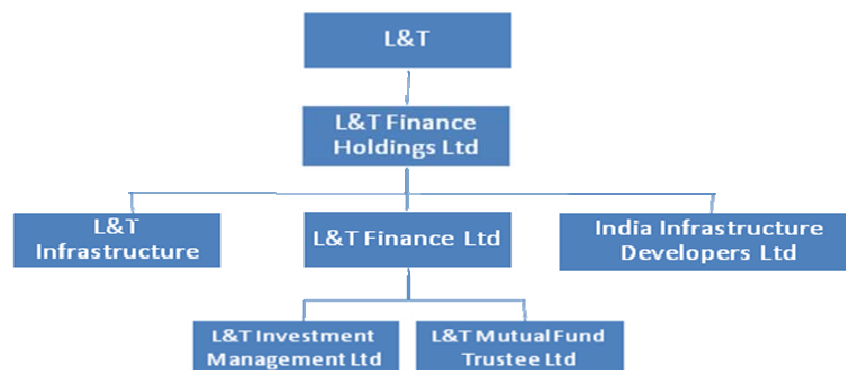 L&T
L&T Finance
Holdings Ltd
L&T
Infrastructure
L&T Finance Ltd
India Infrastructure
Developers Ltd
L&T Investment
Management Ltd
L&T Mutual Fund
Trustee Ltd